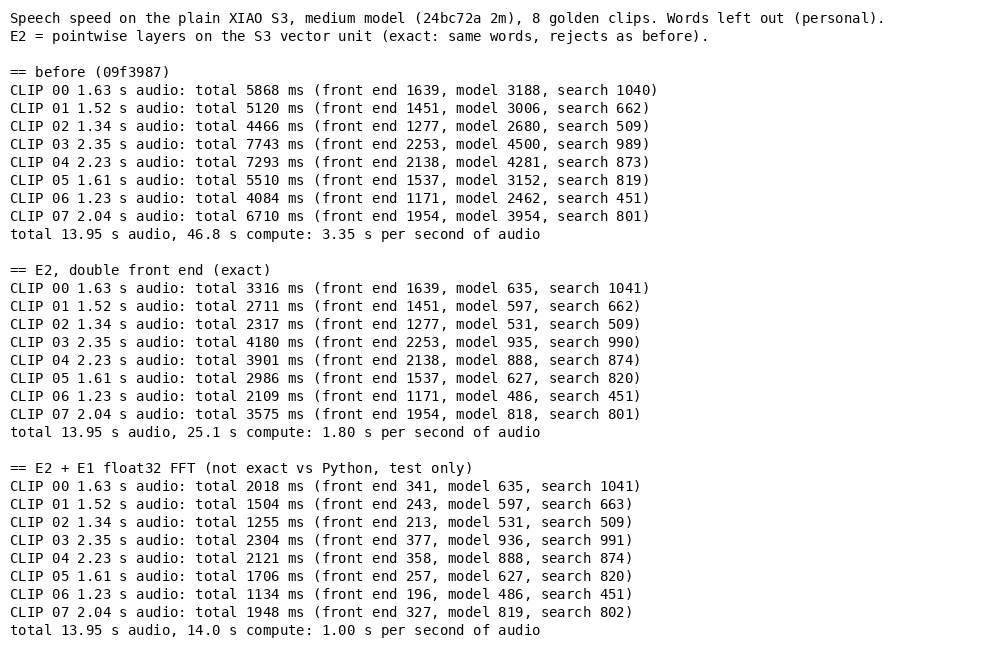 Speech speed on the plain XIAO S3, medium model (24bc72a 2m), 8 golden clips. Words left out (personal).
E2 = pointwise layers on the S3 vector unit (exact: same words, rejects as before).
== before (09f3987)
CLIP 00 1.63 s audio: total 5868 ms (front end 1639, model 3188, search 1040)
CLIP 01 1.52 s audio: total 5120 ms (front end 1451, model 3006, search 662)
CLIP 02 1.34 s audio: total 4466 ms (front end 1277, model 2680, search 509)
CLIP 03 2.35 s audio: total 7743 ms (front end 2253, model 4500, search 989)
CLIP 04 2.23 s audio: total 7293 ms (front end 2138, model 4281, search 873)
CLIP 05 1.61 s audio: total 5510 ms (front end 1537, model 3152, search 819)
CLIP 06 1.23 s audio: total 4084 ms (front end 1171, model 2462, search 451)
CLIP 07 2.04 s audio: total 6710 ms (front end 1954, model 3954, search 801)
total 13.95 s audio, 46.8 s compute: 3.35 s per second of audio
== E2, double front end (exact)
CLIP 00 1.63 s audio: total 3316 ms (front end 1639, model 635, search 1041)
CLIP 01 1.52 s audio: total 2711 ms (front end 1451, model 597, search 662)
CLIP 02 1.34 s audio: total 2317 ms (front end 1277, model 531, search 509)
CLIP 03 2.35 s audio: total 4180 ms (front end 2253, model 935, search 990)
CLIP 04 2.23 s audio: total 3901 ms (front end 2138, model 888, search 874)
CLIP 05 1.61 s audio: total 2986 ms (front end 1537, model 627, search 820)
CLIP 06 1.23 s audio: total 2109 ms (front end 1171, model 486, search 451)
CLIP 07 2.04 s audio: total 3575 ms (front end 1954, model 818, search 801)
total 13.95 s audio, 25.1 s compute: 1.80 s per second of audio
== E2 + E1 float32 FFT (not exact vs Python, test only)
CLIP 00 1.63 s audio: total 2018 ms (front end 341, model 635, search 1041)
CLIP 01 1.52 s audio: total 1504 ms (front end 243, model 597, search 663)
CLIP 02 1.34 s audio: total 1255 ms (front end 213, model 531, search 509)
CLIP 03 2.35 s audio: total 2304 ms (front end 377, model 936, search 991)
CLIP 04 2.23 s audio: total 2121 ms (front end 358, model 888, search 874)
CLIP 05 1.61 s audio: total 1706 ms (front end 257, model 627, search 820)
CLIP 06 1.23 s audio: total 1134 ms (front end 196, model 486, search 451)
CLIP 07 2.04 s audio: total 1948 ms (front end 327, model 819, search 802)
total 13.95 s audio, 14.0 s compute: 1.00 s per second of audio